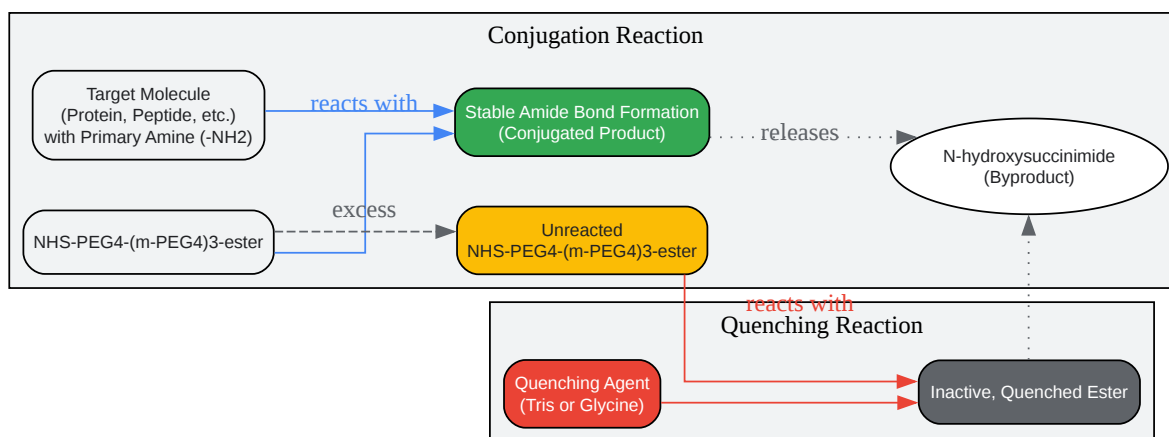 Conjugation Reaction
Target Molecule
(Protein, Peptide, etc.)
with Primary Amine (-NH2)
reacts with
Stable Amide Bond Formation
(Conjugated Product)
releases
N-hydroxysuccinimide
(Byproduct)
NHS-PEG4-(m-PEG4)3-ester
excess
Unreacted
NHS-PEG4-(m-PEG4)3-ester
reacts with
Quenching Reaction
Quenching Agent
(Tris or Glycine)
Inactive, Quenched Ester